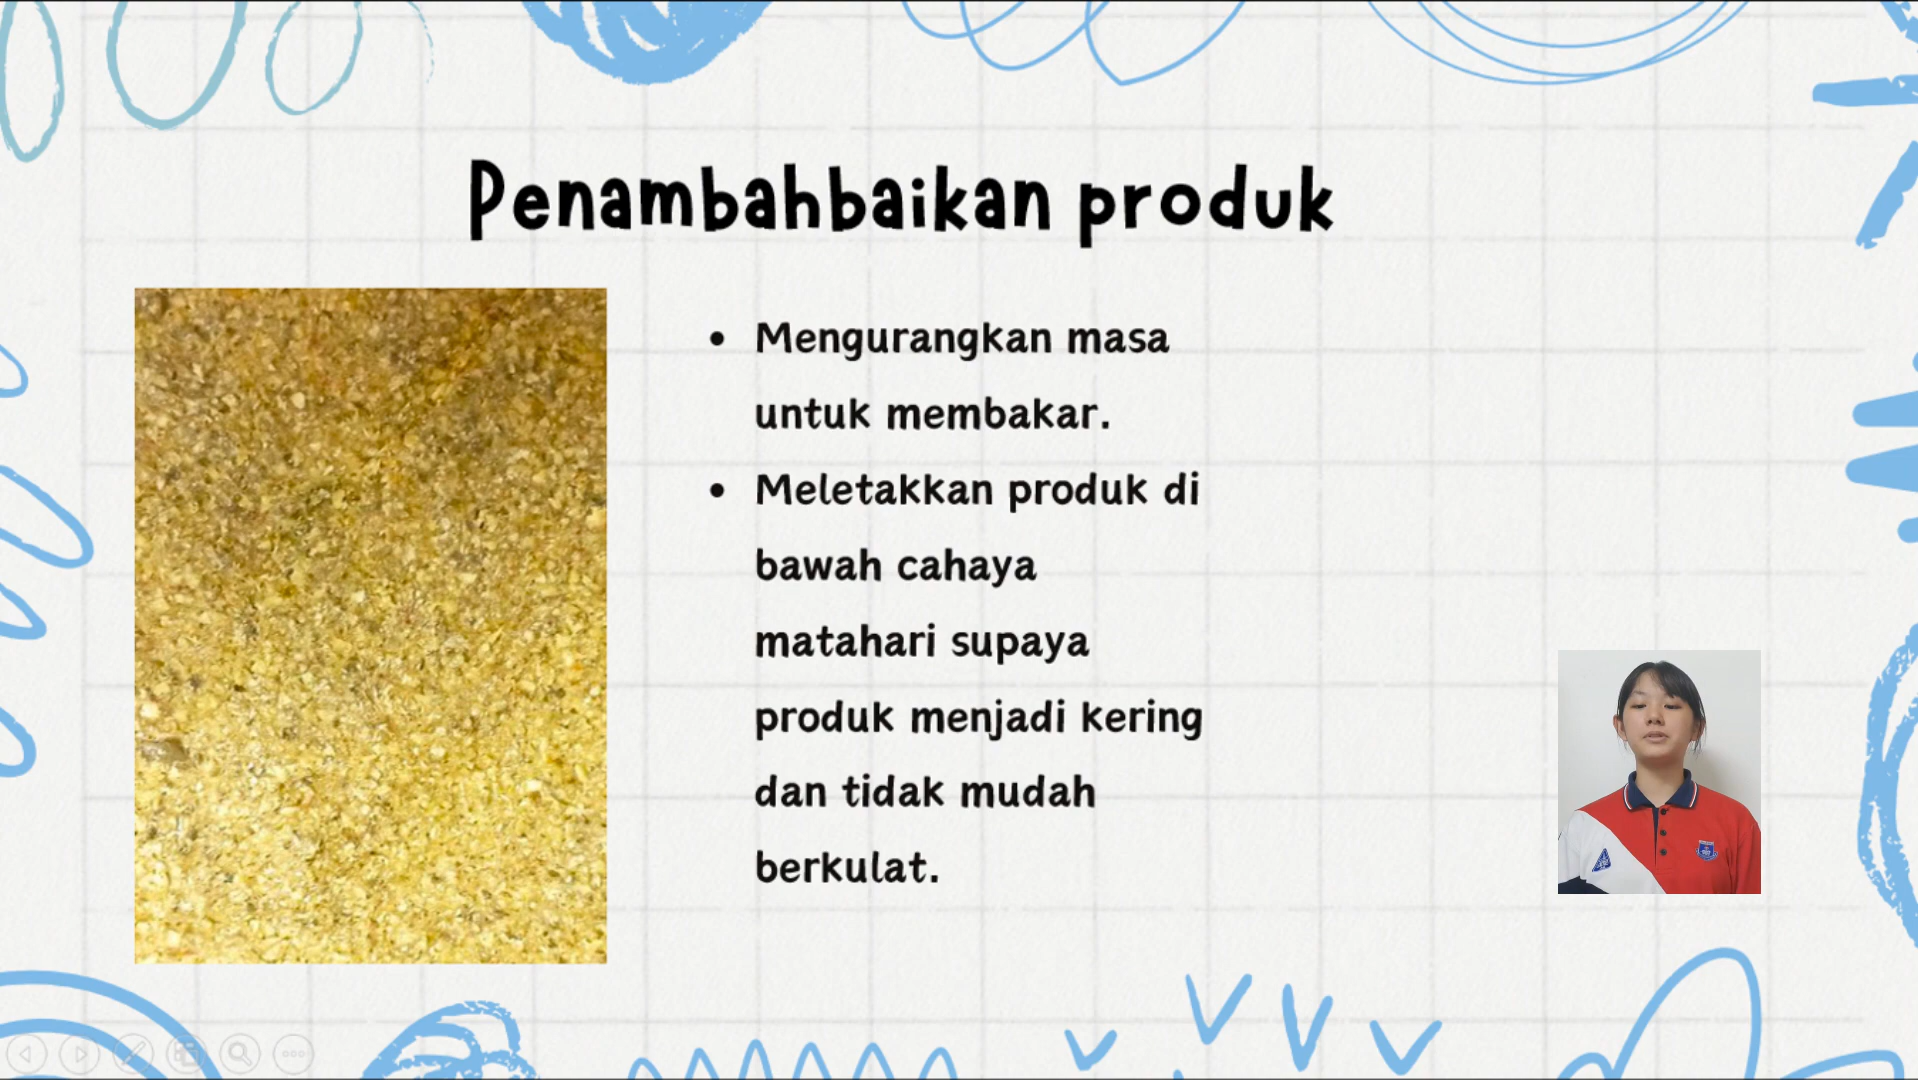 Penambahbaikan produk
• Mengurangkan masa
untuk membakar.
• Meletakkan produk di
bawah cahaya
matahari supaya
produk menjadi kering
dan tidak mudah
berkulat.